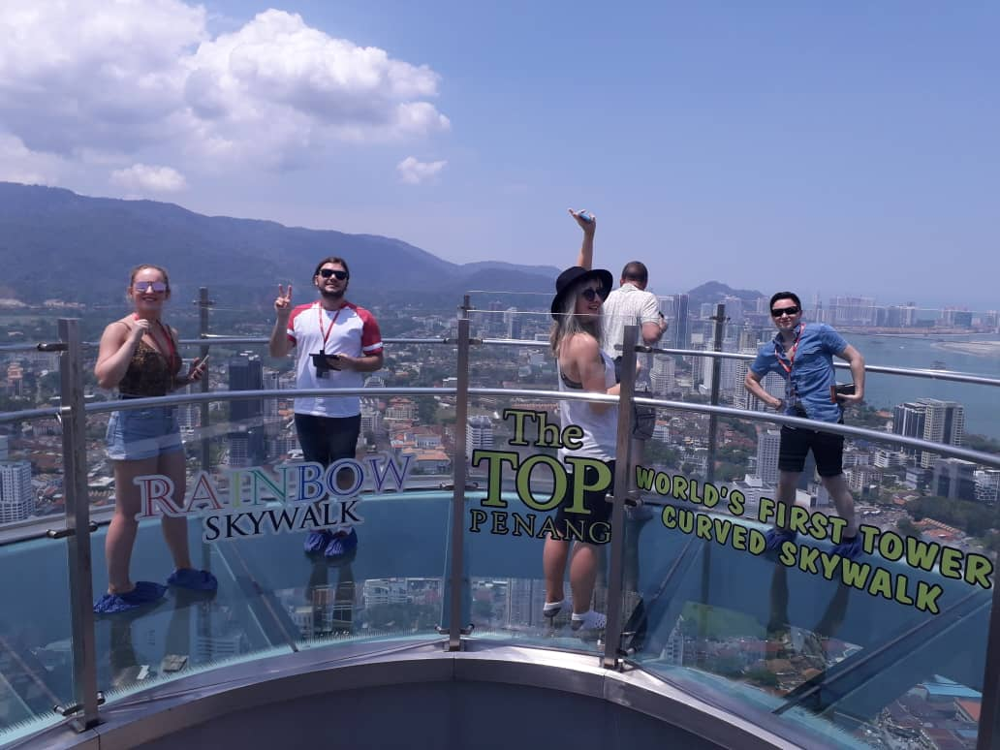 RAINBOW
SKYWALK
The
TOP
PENANG
WORLD'S FIRST TOWER
CURVED SKYWALK